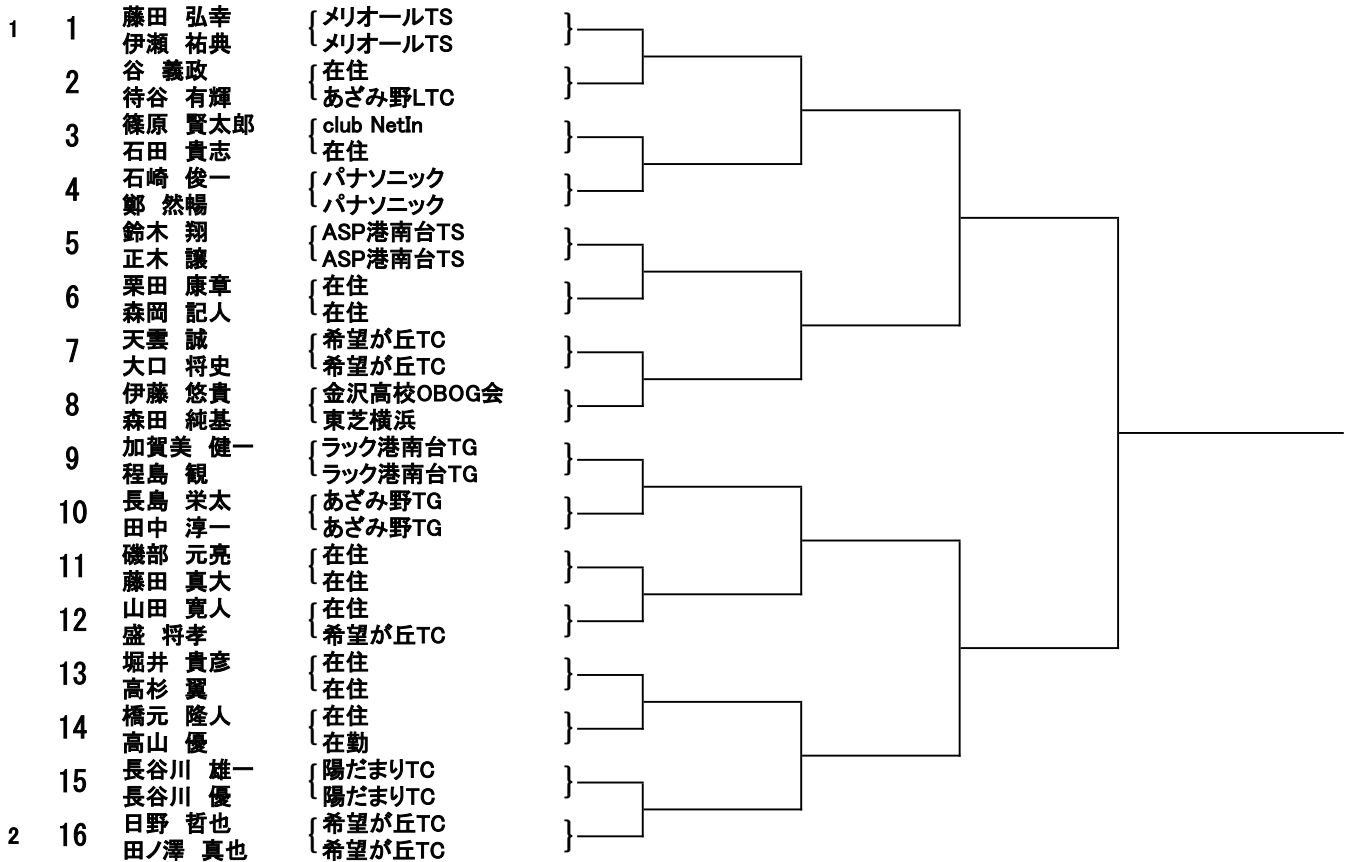 1 1 藤田 弘幸 メリオールTS
伊瀬 祐典 メリオールTS
2 谷 義政 在住
待谷 有輝 あざみ野LTC
3 篠原 賢太郎 club NetIn
石田 貴志 在住
4 石崎 俊一 パナソニック
鄭 然暢 パナソニック
5 鈴木 翔 ASP港南台TS
正木 譲 ASP港南台TS
6 栗田 康章 在住
森岡 記人 在住
7 天雲 誠 希望が丘TC
大口 将史 希望が丘TC
8 伊藤 悠貴 金沢高校OBOG会
森田 純基 東芝横浜
9 加賀美 健一 ラック港南台TG
程島 観 ラック港南台TG
10 長島 栄太 あざみ野TG
田中 淳一 あざみ野TG
11 磯部 元亮 在住
藤田 真大 在住
12 山田 寛人 在住
盛 将孝 希望が丘TC
13 堀井 貴彦 在住
高杉 翼 在住
14 橋元 隆人 在住
高山 優 在勤
15 長谷川 雄一 陽だまりTC
長谷川 優 陽だまりTC
2 16 日野 哲也 希望が丘TC
田ノ澤 真也 希望が丘TC